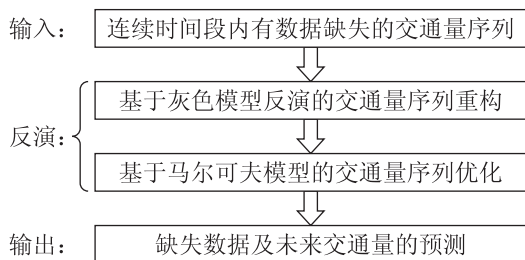 输入： 连续时间段内有数据缺失的交通量序列
基于灰色模型反演的交通量序列重构
反演：
基于马尔可夫模型的交通量序列优化
输出： 缺失数据及未来交通量的预测